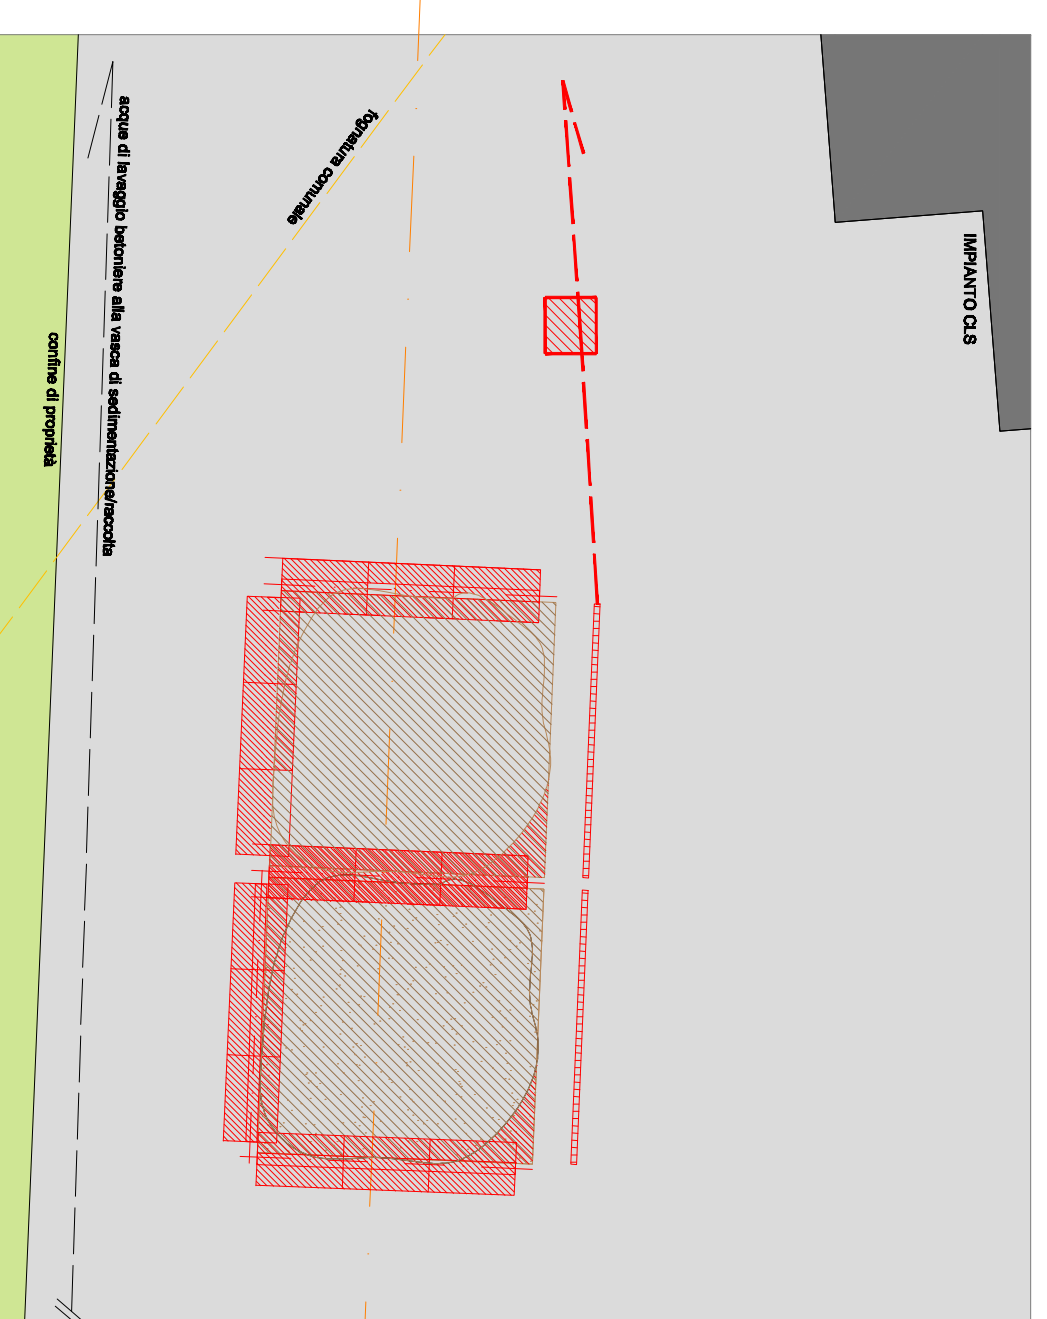 acque di lavaggio betoniere alla vasca di sedimentazione/raccolta
fognatura comunale
IMPIANTO CLS
confine di proprietà